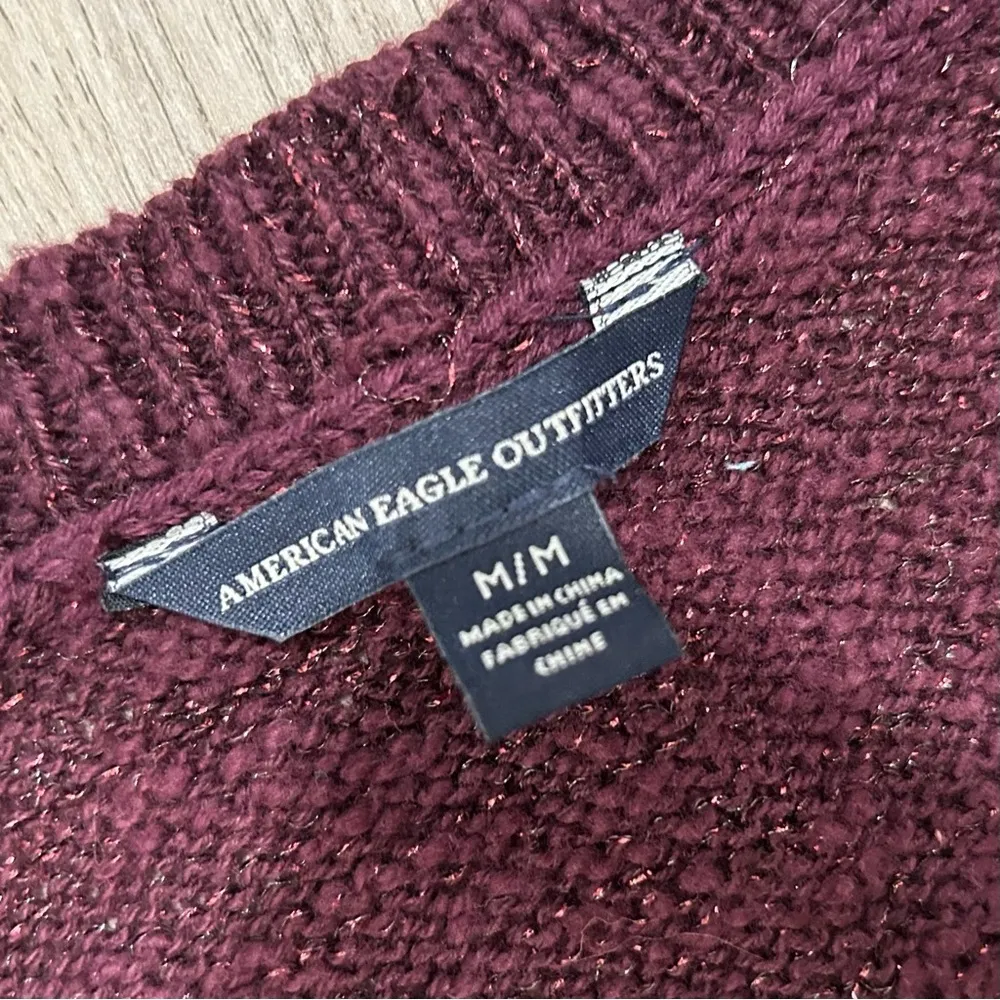 AMERICAN EAGLE OUTFITTERS
M/M
MADE IN CHINA
FABRIQUÉ EN
CHINE